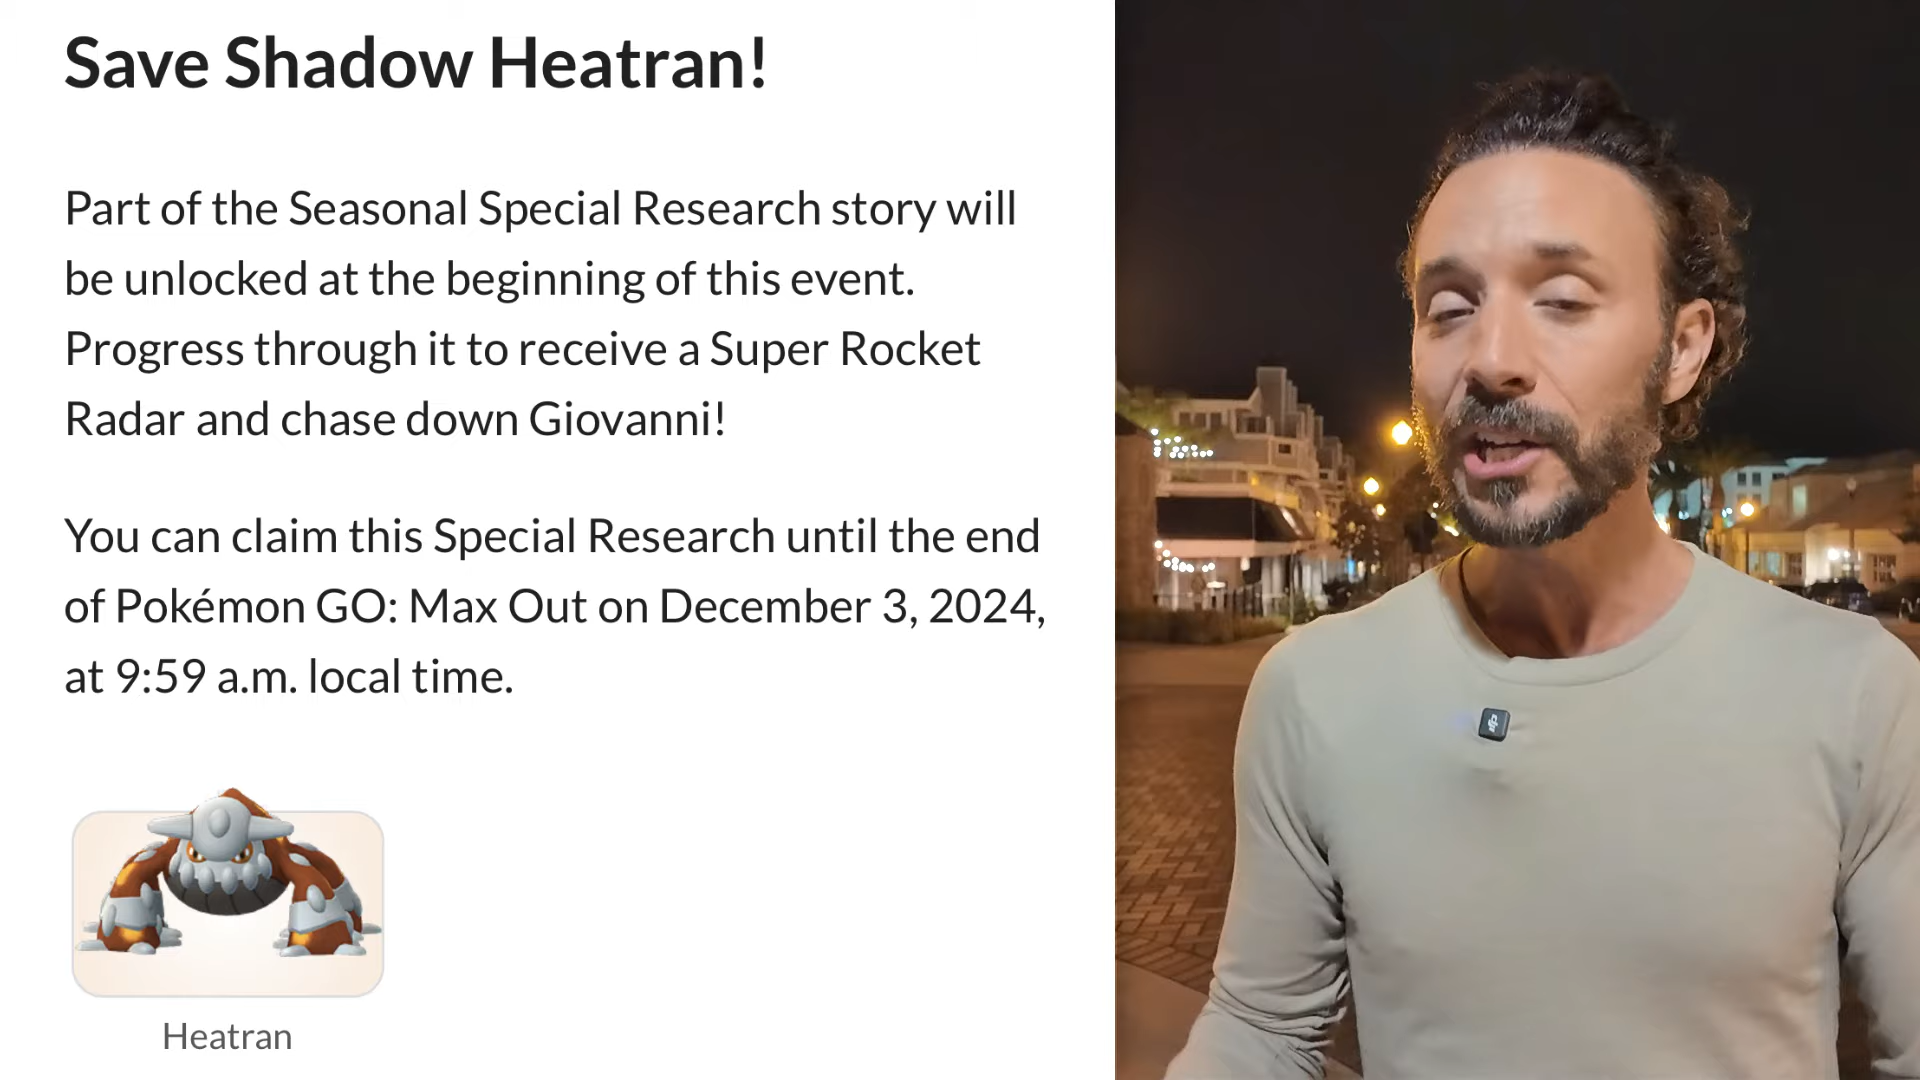 Save Shadow Heatran!
Part of the Seasonal Special Research story will
be unlocked at the beginning of this event.
Progress through it to receive a Super Rocket
Radar and chase down Giovanni!
You can claim this Special Research until the end
of Pokémon GO: Max Out on December 3, 2024,
at 9:59 a.m. local time.
Heatran
dji